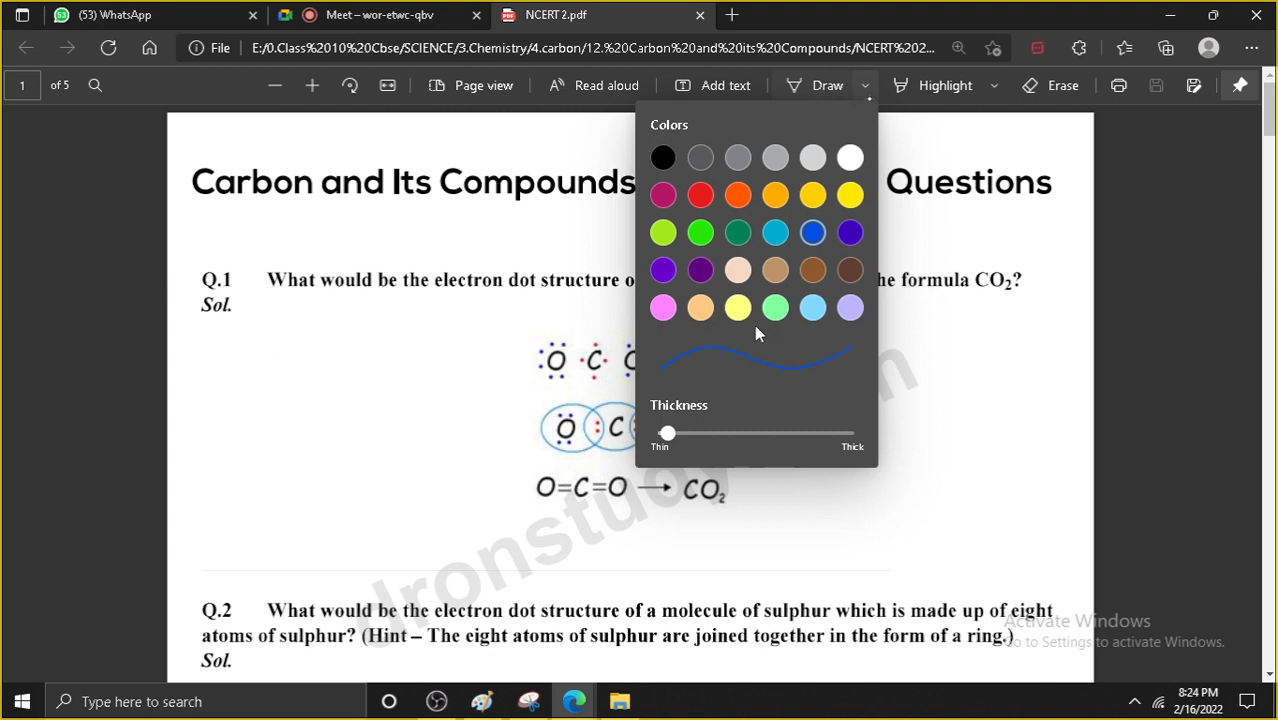 (53) WhatsApp
Meet – wor-etwc-qbv
NCERT 2.pdf
File
E:/0.Class%2010%20Cbse/SCIENCE/3.Chemistry/4.carbon/12.%20Carbon%20and%20its%20Compounds/NCERT%202...
1 of 5
Page view
Read aloud
Add text
Draw
Highlight
Erase
Colors
Carbon and Its Compounds
Questions
Q.1 What would be the electron dot structure o
he formula CO₂?
Sol.
O C
O C
O=C=O → CO₂
Thickness
Thin
Thick
dronstudy
Q.2 What would be the electron dot structure of a molecule of sulphur which is made up of eight
atoms of sulphur? (Hint – The eight atoms of sulphur are joined together in the form of a ring.)
Sol.
Activate Windows
Go to Settings to activate Windows.
Type here to search
8:24 PM
2/16/2022